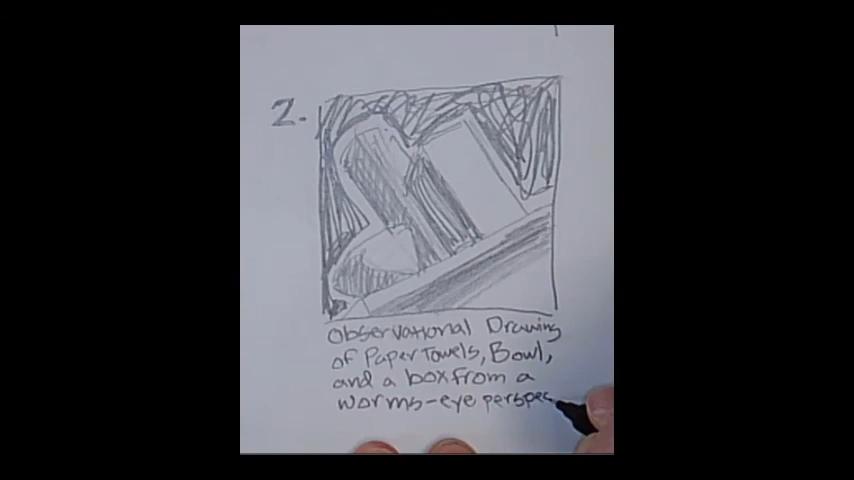 2.
Observational Drawing
of Paper Towels, Bowl,
and a box from a
worms-eye perspec